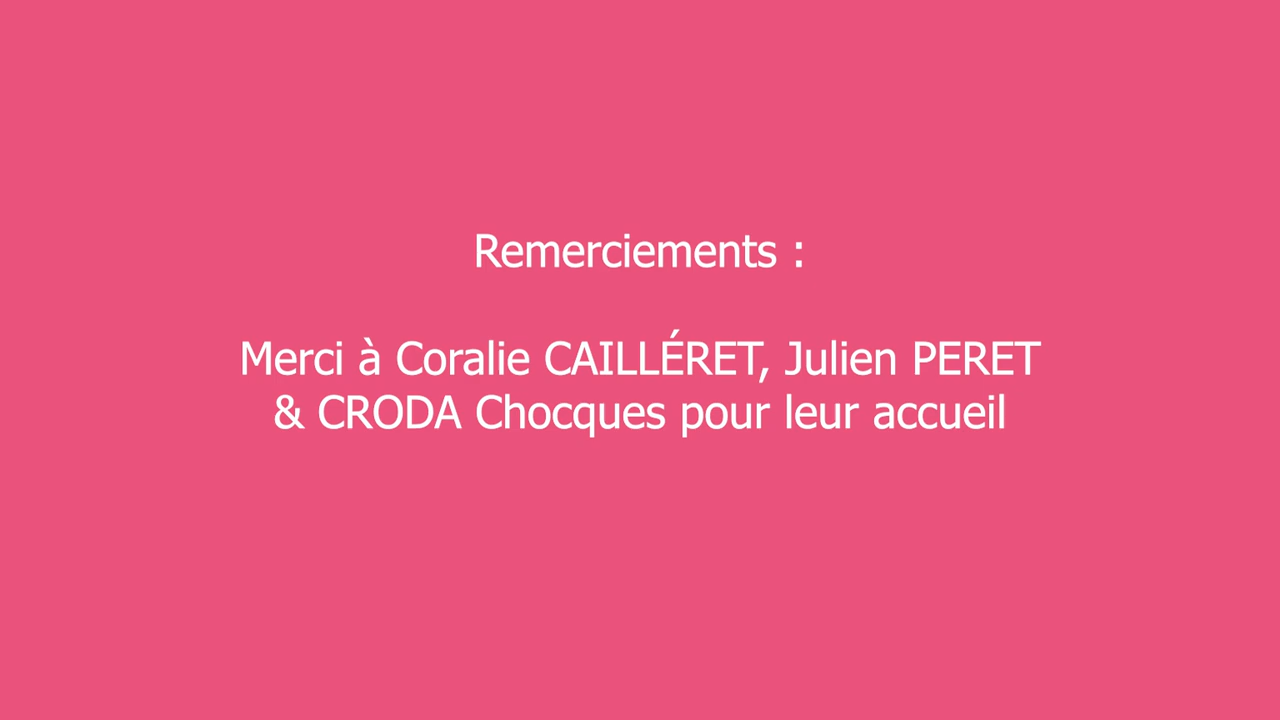 Remerciements :
Merci à Coralie CAILLÉRET, Julien PERET
& CRODA Chocques pour leur accueil